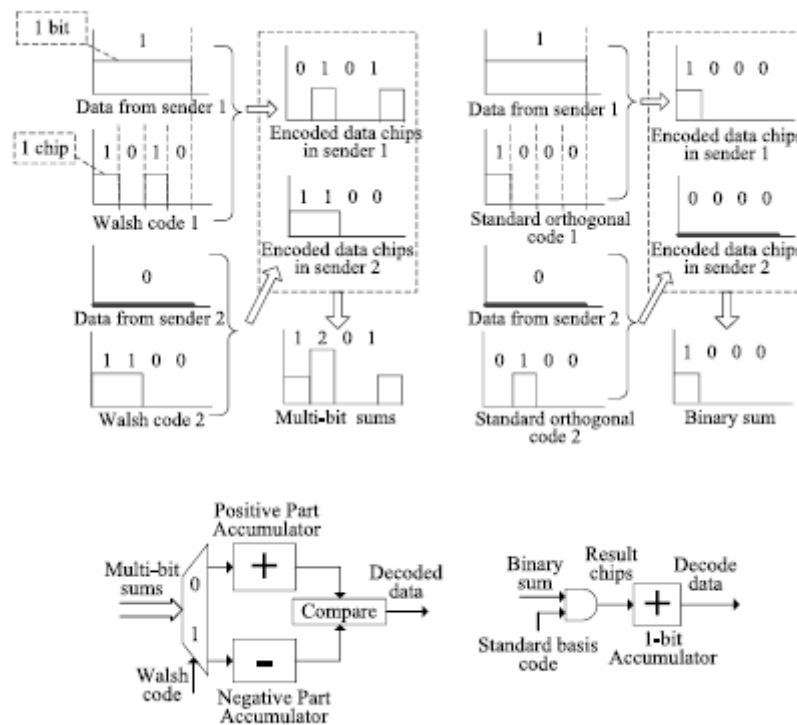 1 bit
1
Data from sender 1
1 chip
1 0 1 0
Walsh code 1
0
Data from sender 2
1 1 0 0
Walsh code 2
0 1 0 1
Encoded data chips
in sender 1
1 1 0 0
Encoded data chips
in sender 2
1 2 0 1
Multi-bit sums
1
Data from sender 1
1 0 0 0
Standard orthogonal
code 1
0
Data from sender 2
0 1 0 0
Standard orthogonal
code 2
1 0 0 0
Encoded data chips
in sender 1
0 0 0 0
Encoded data chips
in sender 2
1 0 0 0
Binary sum
Positive Part
Accumulator
Multi-bit
sums
0
1
+
-
Compare
Decoded
data
Walsh
code
Negative Part
Accumulator
Binary
sum
Result
chips
Decode
data
+
Standard basis
code
1-bit
Accumulator